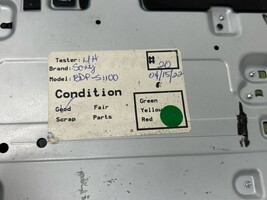 Tester: MH
Brand: Sony
Model: BDP-S1100
# 20
04/15/22
Condition
Good Fair
Scrap Parts
Green
Yellow
Red